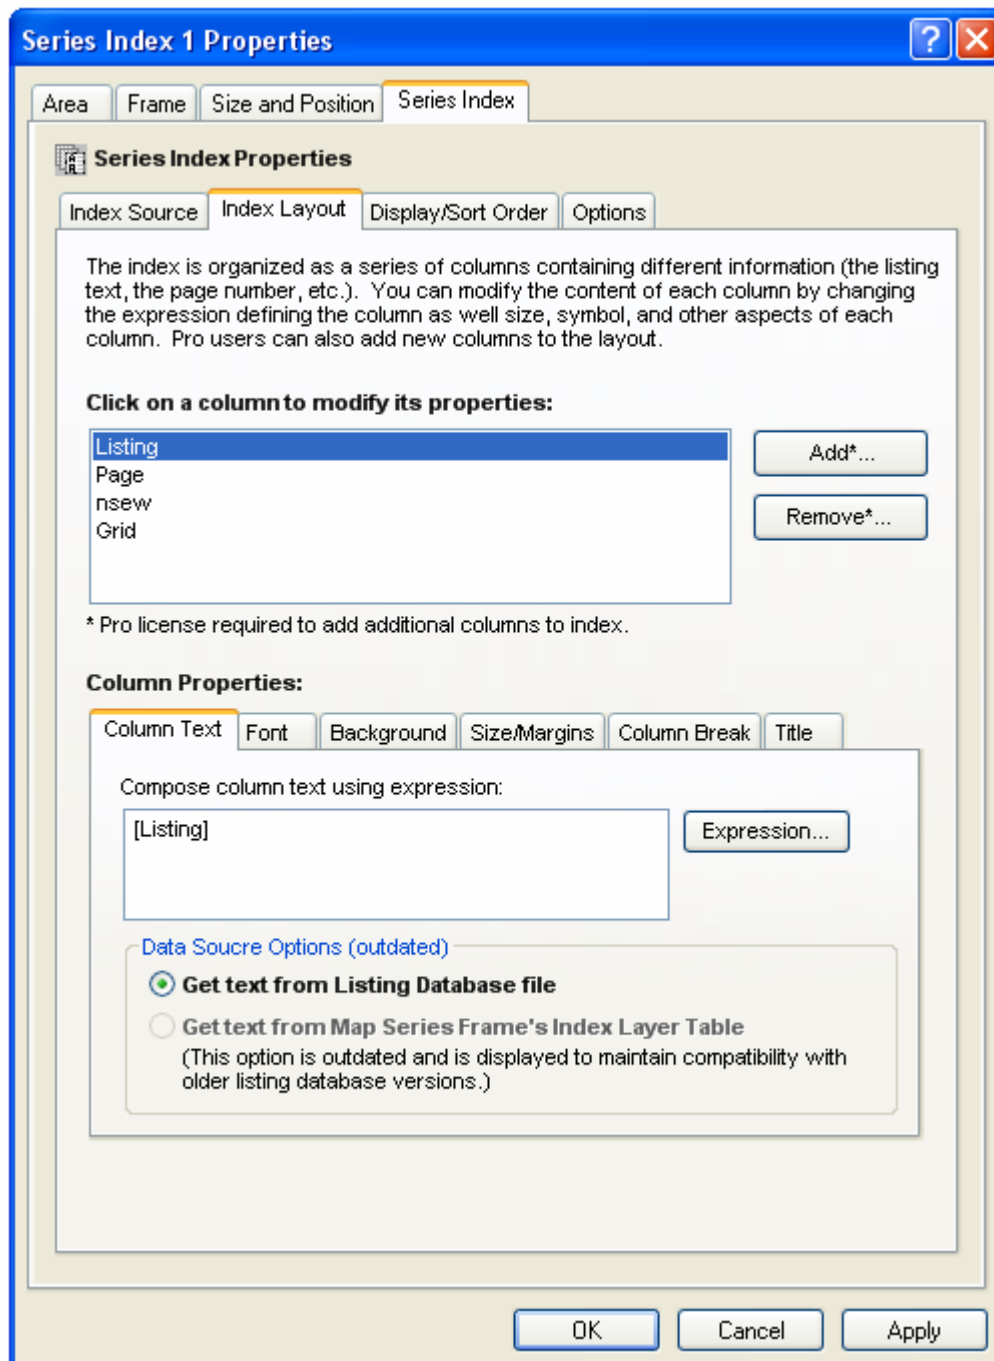 Series Index 1 Properties
Area Frame Size and Position Series Index
Series Index Properties
Index Source Index Layout Display/Sort Order Options
The index is organized as a series of columns containing different information (the listing
text, the page number, etc.).  You can modify the content of each column by changing
the expression defining the column as well size, symbol, and other aspects of each
column.  Pro users can also add new columns to the layout.
Click on a column to modify its properties:
Listing
Page
nsew
Grid
Add*...
Remove*...
* Pro license required to add additional columns to index.
Column Properties:
Column Text Font Background Size/Margins Column Break Title
Compose column text using expression:
[Listing]
Expression...
Data Soucre Options (outdated)
Get text from Listing Database file
Get text from Map Series Frame's Index Layer Table
(This option is outdated and is displayed to maintain compatibility with
older listing database versions.)
OK Cancel Apply